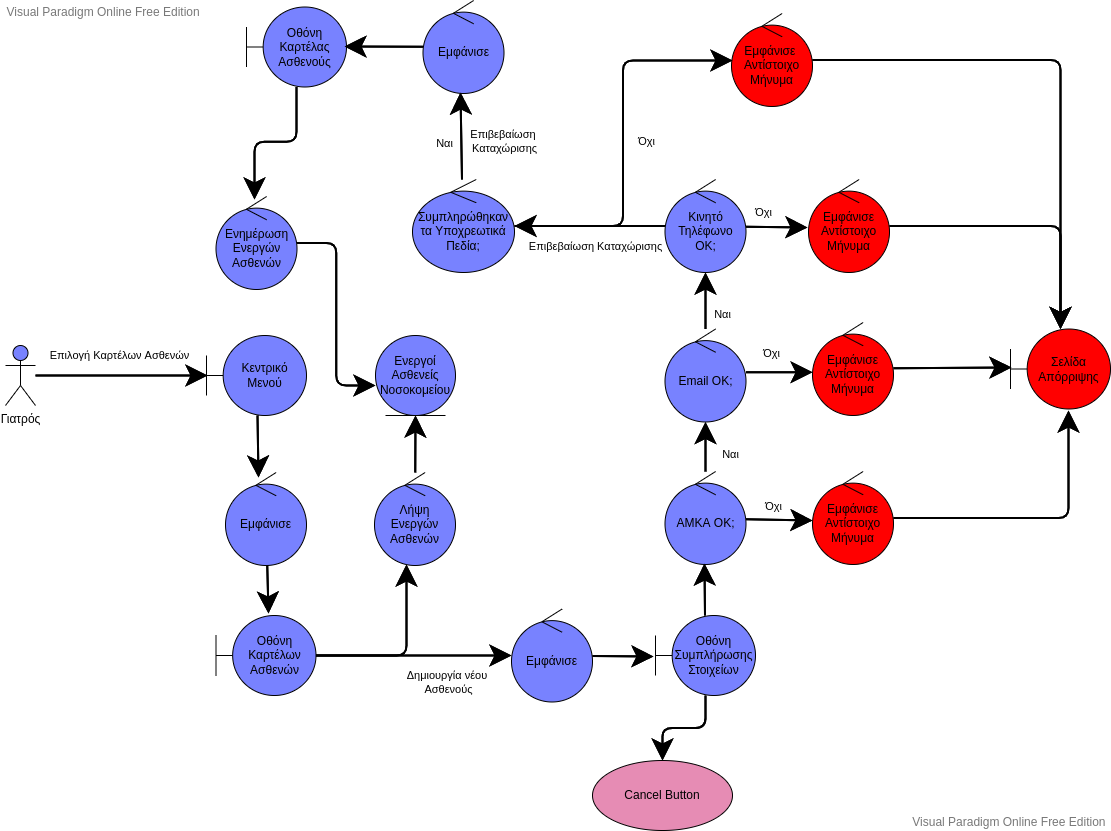 Visual Paradigm Online Free Edition
Οθόνη
Καρτέλας
Ασθενούς
Εμφάνισε
Εμφάνισε
Αντίστοιχο
Μήνυμα
Ναι
Επιβεβαίωση
Καταχώρισης
Όχι
Ενημέρωση
Ενεργών
Ασθενών
Συμπληρώθηκαν
τα Υποχρεωτικά
Πεδία;
Επιβεβαίωση Καταχώρισης
Κινητό
Τηλέφωνο
OK;
Όχι
Εμφάνισε
Αντίστοιχο
Μήνυμα
Ναι
Γιατρός
Επιλογή Καρτέλων Ασθενών
Κεντρικό
Μενού
Ενεργοί
Ασθενείς
Νοσοκομείου
Email OK;
Όχι
Εμφάνισε
Αντίστοιχο
Μήνυμα
Σελίδα
Απόρριψης
Ναι
Εμφάνισε
Λήψη
Ενεργών
Ασθενών
ΑΜΚΑ OK;
Όχι
Εμφάνισε
Αντίστοιχο
Μήνυμα
Οθόνη
Καρτέλων
Ασθενών
Δημιουργία νέου
Ασθενούς
Εμφάνισε
Οθόνη
Συμπλήρωσης
Στοιχείων
Cancel Button
Visual Paradigm Online Free Edition